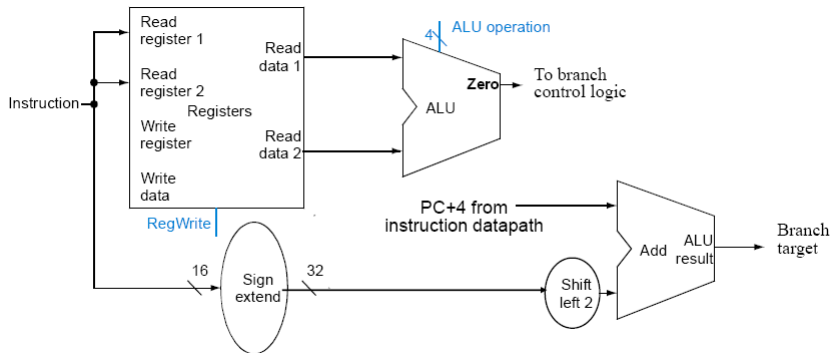 Read
register 1
Read
register 2
Instruction
Registers
Write
register
Write
data
Read
data 1
Read
data 2
RegWrite
4
ALU operation
Zero
ALU
To branch
control logic
PC+4 from
instruction datapath
Add
ALU
result
Branch
target
16
Sign
extend
32
Shift
left 2